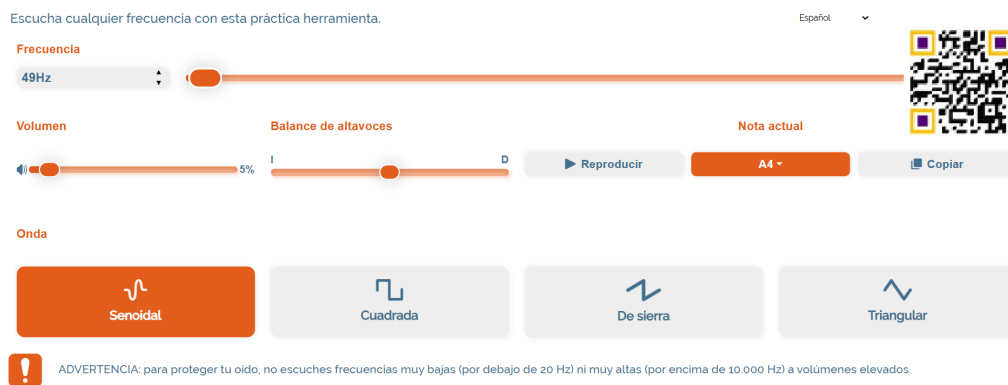 Escucha cualquier frecuencia con esta práctica herramienta.
Español
Frecuencia
49Hz
Volumen
Balance de altavoces
Nota actual
5%
I
D
Reproducir
A4
Copiar
Onda
Senoidal
Cuadrada
De sierra
Triangular
ADVERTENCIA: para proteger tu oído, no escuches frecuencias muy bajas (por debajo de 20 Hz) ni muy altas (por encima de 10.000 Hz) a volúmenes elevados.